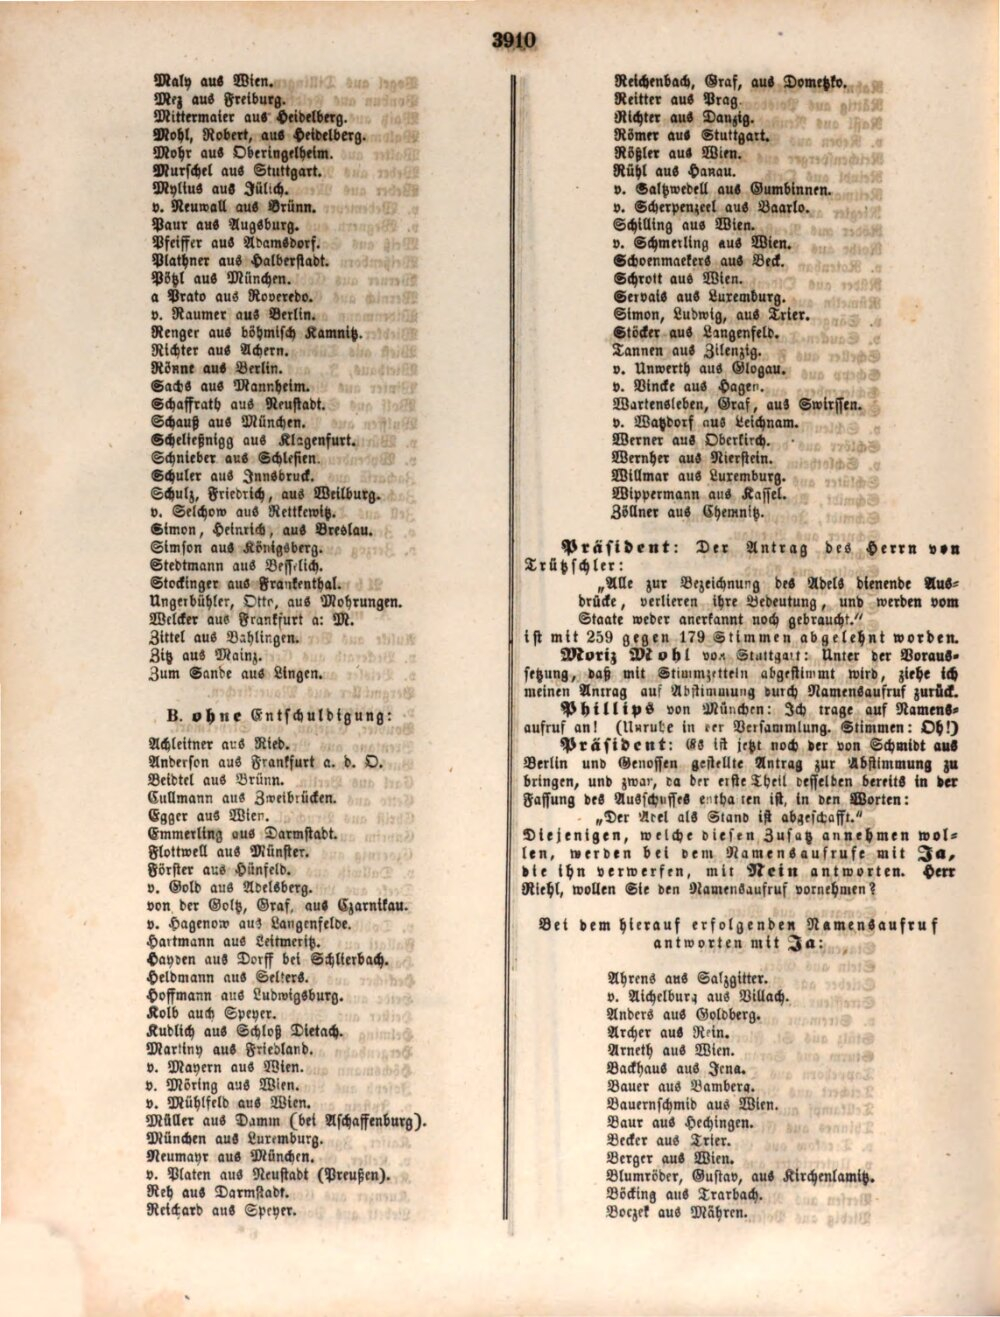 3910
Maly aus Wien.
Mez aus Freiburg.
Mittermaier aus Heidelberg.
Mohl, Robert, aus Heidelberg.
Mohr aus Oberingelheim.
Murschel aus Stuttgart.
Mylius aus Jülich.
v. Neuwall aus Brünn.
Paur aus Augsburg.
Pfeiffer aus Adamsdorf.
Plathner aus Halberstadt.
Pözl aus München.
a Prato aus Roveredo.
v. Raumer aus Berlin.
Renger aus böhmisch Kamnitz.
Richter aus Achern.
Rönne aus Berlin.
Sachs aus Mannheim.
Schaffrath aus Neustadt.
Schauß aus München.
Scheließnigg aus Klagenfurt.
Schnieber aus Schlesien.
Schuler aus Innsbruck.
Schulz, Friedrich, aus Weilburg.
v. Selchow aus Rettkewitz.
Simon, Heinrich, aus Breslau.
Simson aus Königsberg.
Stedtmann aus Besselich.
Stockinger aus Frankenthal.
Ungerbühler, Otto, aus Mohrungen.
Welcker aus Frankfurt a: M.
Zittel aus Bahlingen.
Zitz aus Mainz.
Zum Sande aus Lingen.
B. ohne Entschuldigung:
Achleitner aus Ried.
Anderson aus Frankfurt a. d. O.
Beidtel aus Brünn.
Cullmann aus Zweibrücken.
Egger aus Wien.
Emmerling aus Darmstadt.
Flottwell aus Münster.
Förster aus Hünfeld.
v. Gold aus Adelsberg.
von der Goltz, Graf, aus Czarnikau.
v. Hagenow aus Langenfelde.
Hartmann aus Leitmeritz.
Hayden aus Dorff bei Schlierbach.
Heldmann aus Selters.
Hoffmann aus Ludwigsburg.
Kolb auch Speyer.
Kudlich aus Schloß Dietach.
Martiny aus Friedland.
v. Mayern aus Wien.
v. Möring aus Wien.
v. Mühlfeld aus Wien.
Müller aus Damm (bei Aschaffenburg).
München aus Luxemburg.
Neumayr aus München.
v. Platen aus Neustadt (Preußen).
Reh aus Darmstadt.
Reichard aus Speyer.
Reichenbach, Graf, aus Dometzko.
Reitter aus Prag.
Richter aus Danzig.
Römer aus Stuttgart.
Rößler aus Wien.
Rühl aus Hanau.
v. Saltzwedell aus Gumbinnen.
v. Scherpenzeel aus Baarlo.
Schilling aus Wien.
v. Schmerling aus Wien.
Schoenmaekers aus Beck.
Schrott aus Wien.
Servais aus Luxemburg.
Simon, Ludwig, aus Trier.
Stöcker aus Langenfeld.
Tannen aus Zilenzig.
v. Unwerth aus Glogau.
v. Vincke aus Hagen.
Wartensleben, Graf, aus Swirssen.
v. Watzdorf aus Leichnam.
Werner aus Oberkirch.
Wernher aus Nierstein.
Willmar aus Luxemburg.
Wippermann aus Kassel.
Zöllner aus Chemnitz.
Präsident: Der Antrag des Herrn von
Trützschler:
„Alle zur Bezeichnung des Adels dienende Aus-
drücke, verlieren ihre Bedeutung, und werden vom
Staate weder anerkannt noch gebraucht."
ist mit 259 gegen 179 Stimmen abgelehnt worden.
Moriz Mohl von Stuttgart: Unter der Voraus-
setzung, daß mit Stimmzetteln abgestimmt wird, ziehe ich
meinen Antrag auf Abstimmung durch Namensaufruf zurück.
Phillips von München: Ich trage auf Namens-
aufruf an! (Unruhe in der Versammlung. Stimmen: Oh!)
Präsident: Es ist jetzt noch der von Schmidt aus
Berlin und Genossen gestellte Antrag zur Abstimmung zu
bringen, und zwar, da der erste Theil desselben bereits in der
Fassung des Ausschusses enthalten ist, in den Worten:
„Der Adel als Stand ist abgeschafft."
Diejenigen, welche diesen Zusatz annehmen wol-
len, werden bei dem Namensaufrufe mit Ja,
die ihn verwerfen, mit Nein antworten. Herr
Riehl, wollen Sie den Namensaufruf vornehmen?
Bei dem hierauf erfolgenden Namensaufruf
antworten mit Ja:
Ahrens aus Salzgitter.
v. Aichelburg aus Villach.
Anders aus Goldberg.
Archer aus Rein.
Arneth aus Wien.
Backhaus aus Jena.
Bauer aus Bamberg.
Bauernschmid aus Wien.
Baur aus Hechingen.
Becker aus Trier.
Berger aus Wien.
Blumröder, Gustav, aus Kirchenlamitz.
Böcking aus Trarbach.
Boczek aus Mähren.